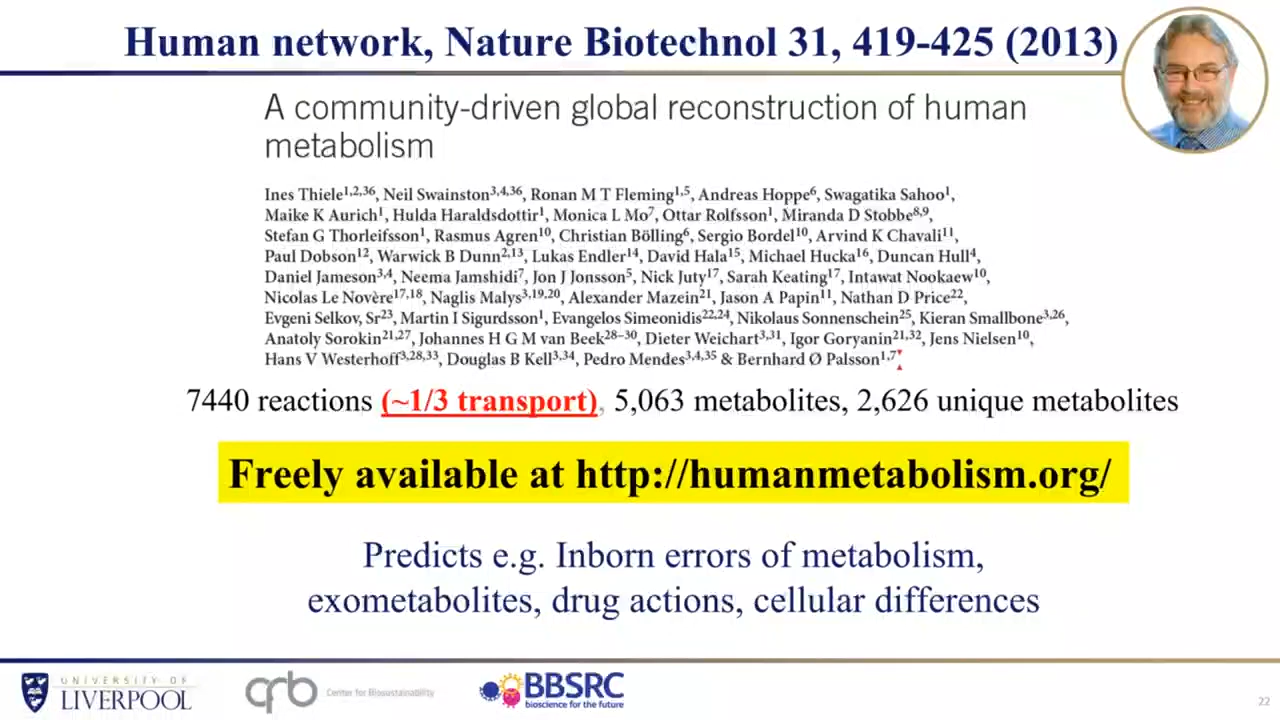 Human network, Nature Biotechnol 31, 419-425 (2013)
A community-driven global reconstruction of human
metabolism
Ines Thiele1,2,36, Neil Swainston3,4,36, Ronan M T Fleming1,5, Andreas Hoppe6, Swagatika Sahoo1,
Maike K Aurich1, Hulda Haraldsdottir1, Monica L Mo7, Ottar Rolfsson1, Miranda D Stobbe8,9,
Stefan G Thorleifsson1, Rasmus Agren10, Christian Bölling6, Sergio Bordel10, Arvind K Chavali11,
Paul Dobson12, Warwick B Dunn2,13, Lukas Endler14, David Hala15, Michael Hucka16, Duncan Hull4,
Daniel Jameson3,4, Neema Jamshidi7, Jon J Jonsson5, Nick Juty17, Sarah Keating17, Intawat Nookaew10,
Nicolas Le Novère17,18, Naglis Malys3,19,20, Alexander Mazein21, Jason A Papin11, Nathan D Price22,
Evgeni Selkov, Sr23, Martin I Sigurdsson1, Evangelos Simeonidis22,24, Nikolaus Sonnenschein25, Kieran Smallbone3,26,
Anatoly Sorokin21,27, Johannes H G M van Beek28–30, Dieter Weichart3,31, Igor Goryanin21,32, Jens Nielsen10,
Hans V Westerhoff3,28,33, Douglas B Kell3,34, Pedro Mendes3,4,35 & Bernhard Ø Palsson1,7
7440 reactions (~1/3 transport), 5,063 metabolites, 2,626 unique metabolites
Freely available at http://humanmetabolism.org/
Predicts e.g. Inborn errors of metabolism,
exometabolites, drug actions, cellular differences
UNIVERSITY OF
LIVERPOOL
Center for Biosustainability
BBSRC
bioscience for the future
22